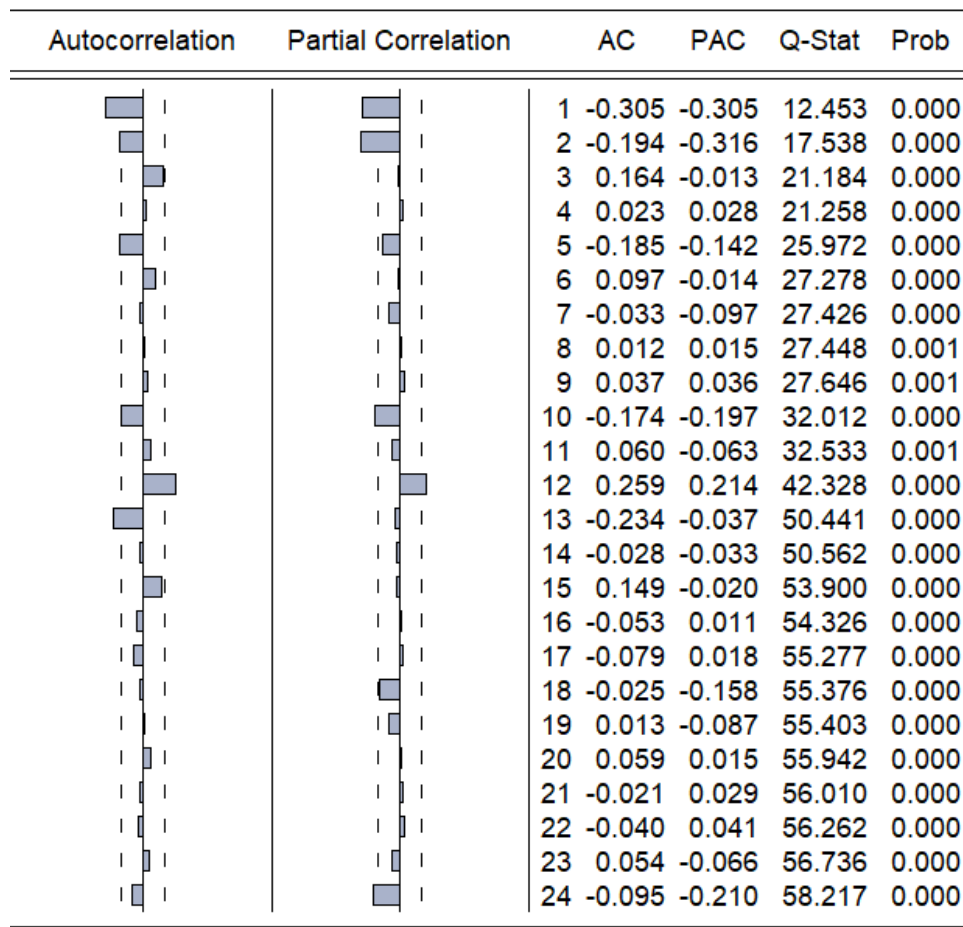 Autocorrelation Partial Correlation AC PAC Q-Stat Prob
1 -0.305 -0.305 12.453 0.000
2 -0.194 -0.316 17.538 0.000
3 0.164 -0.013 21.184 0.000
4 0.023 0.028 21.258 0.000
5 -0.185 -0.142 25.972 0.000
6 0.097 -0.014 27.278 0.000
7 -0.033 -0.097 27.426 0.000
8 0.012 0.015 27.448 0.001
9 0.037 0.036 27.646 0.001
10 -0.174 -0.197 32.012 0.000
11 0.060 -0.063 32.533 0.001
12 0.259 0.214 42.328 0.000
13 -0.234 -0.037 50.441 0.000
14 -0.028 -0.033 50.562 0.000
15 0.149 -0.020 53.900 0.000
16 -0.053 0.011 54.326 0.000
17 -0.079 0.018 55.277 0.000
18 -0.025 -0.158 55.376 0.000
19 0.013 -0.087 55.403 0.000
20 0.059 0.015 55.942 0.000
21 -0.021 0.029 56.010 0.000
22 -0.040 0.041 56.262 0.000
23 0.054 -0.066 56.736 0.000
24 -0.095 -0.210 58.217 0.000